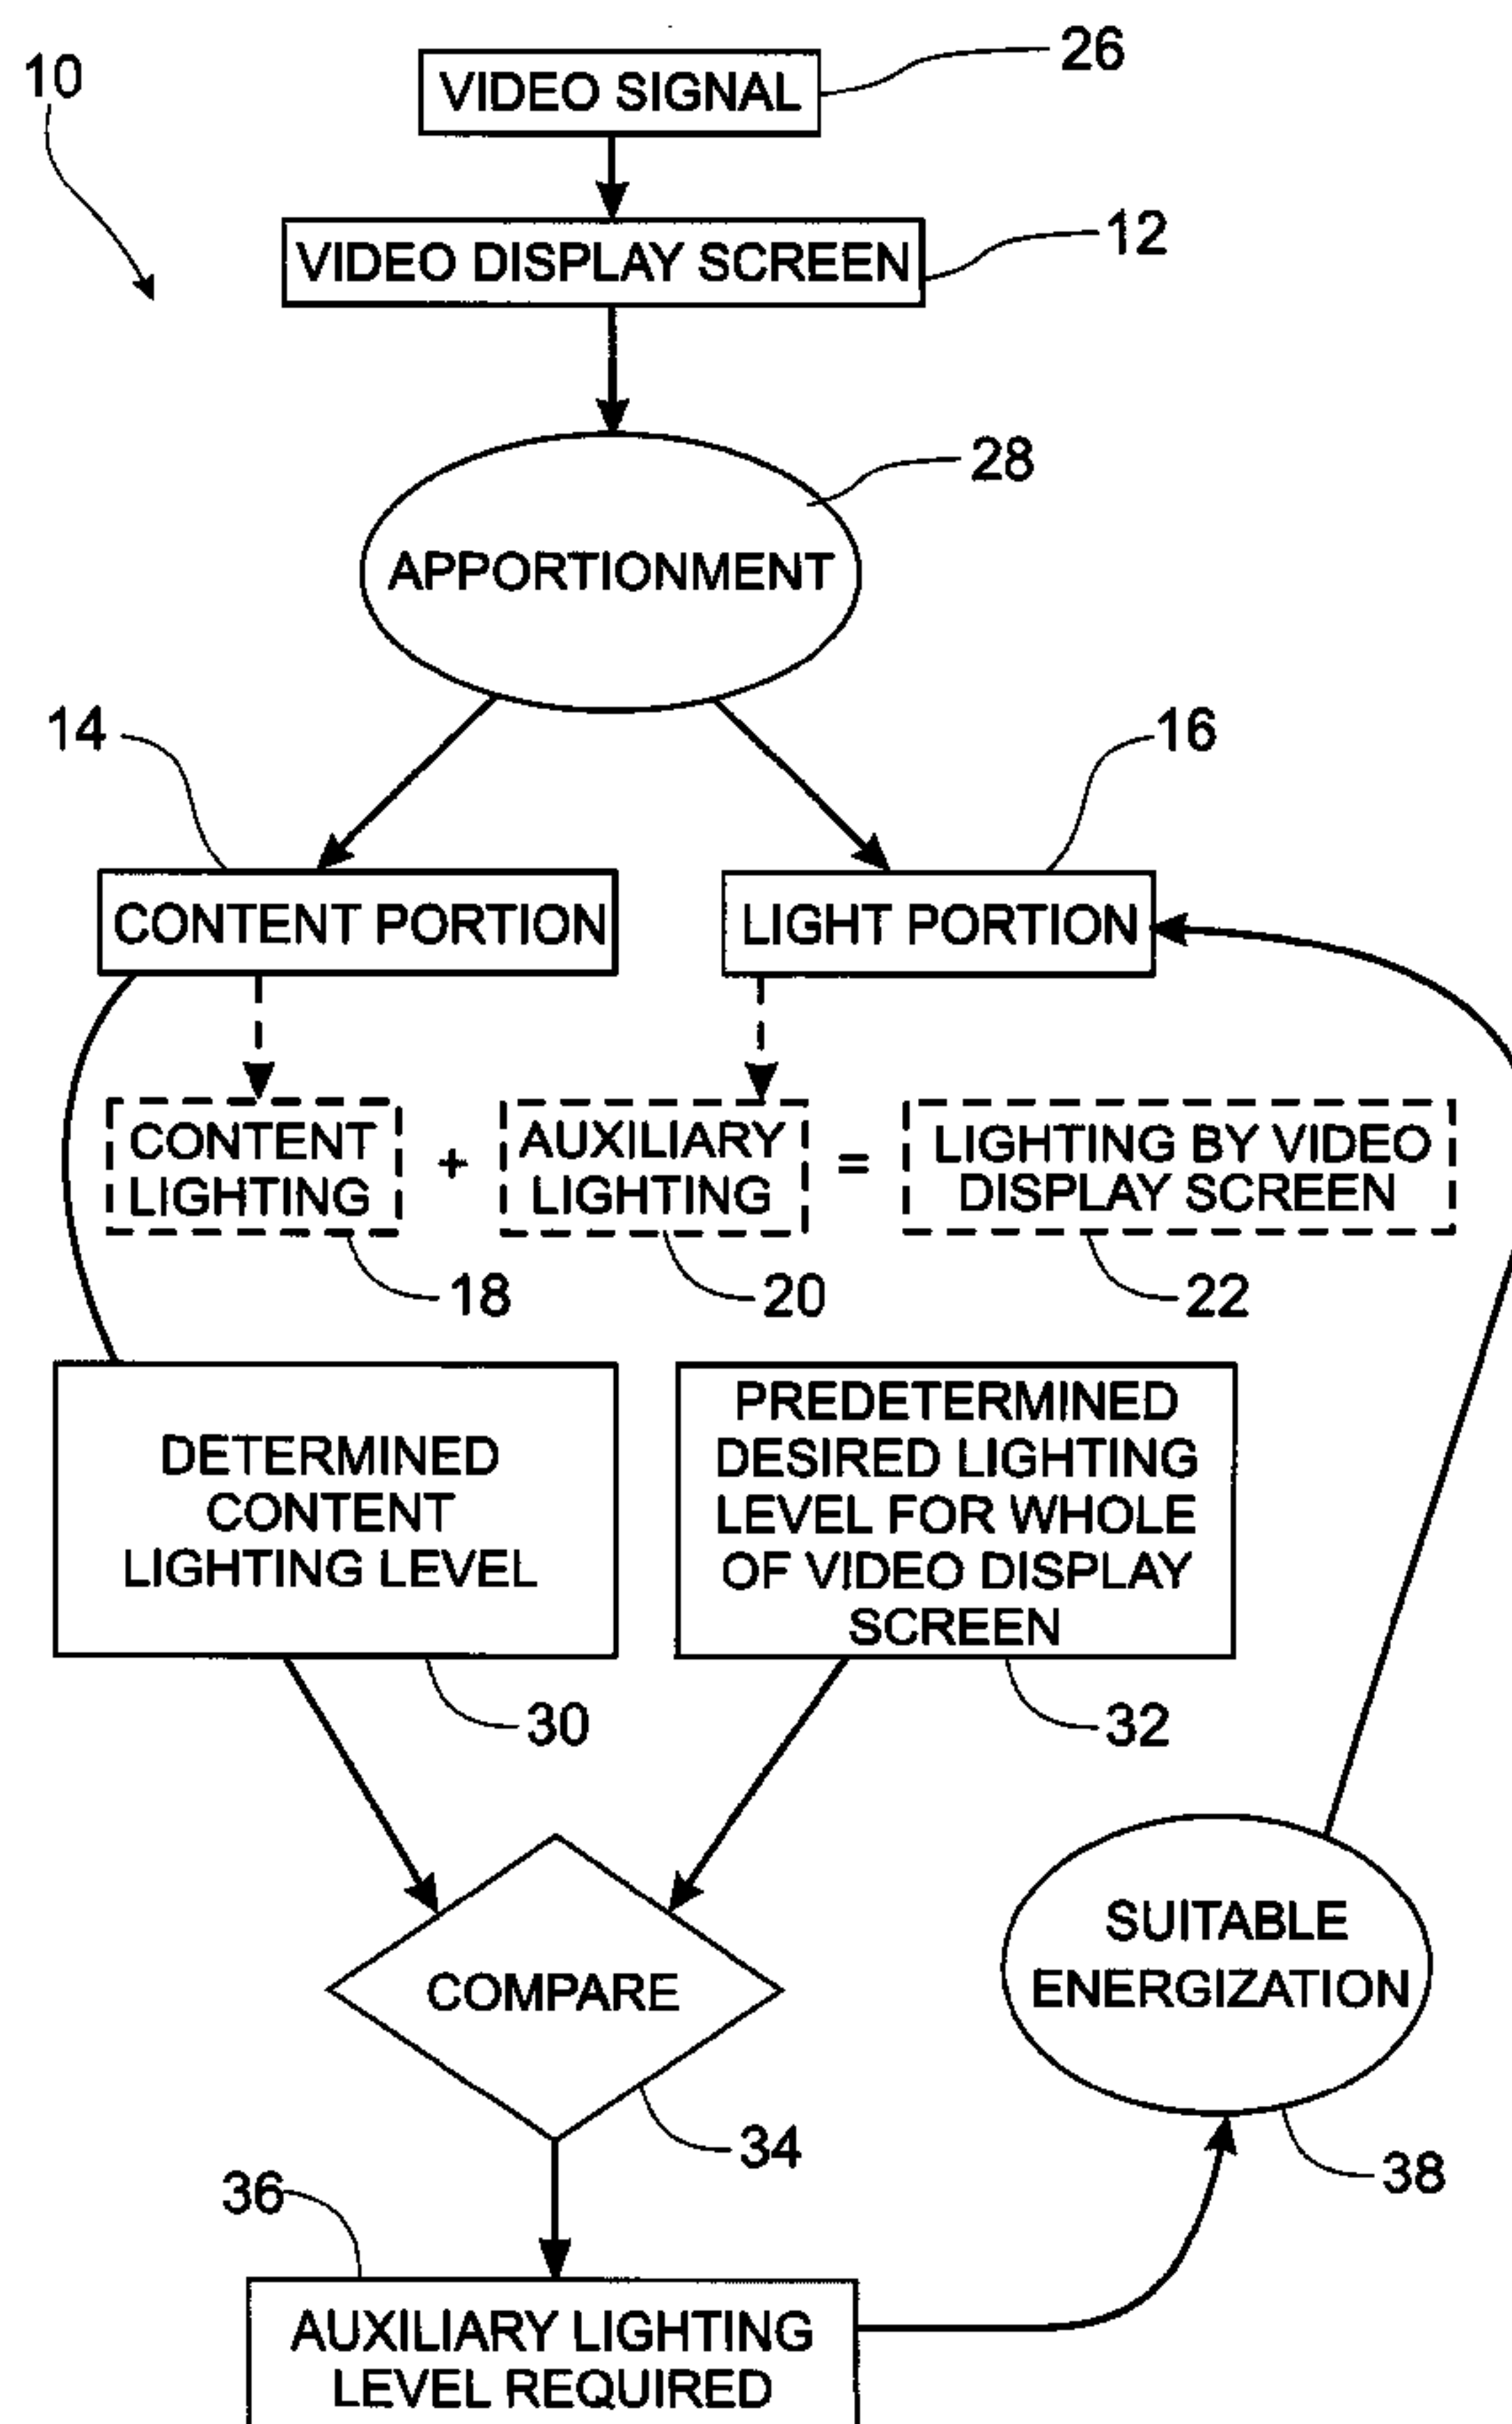 10
VIDEO SIGNAL
26
VIDEO DISPLAY SCREEN
12
APPORTIONMENT
28
14
16
CONTENT PORTION
LIGHT PORTION
CONTENT
LIGHTING
+
AUXILIARY
LIGHTING
=
LIGHTING BY VIDEO
DISPLAY SCREEN
18
20
22
DETERMINED
CONTENT
LIGHTING LEVEL
PREDETERMINED
DESIRED LIGHTING
LEVEL FOR WHOLE
OF VIDEO DISPLAY
SCREEN
30
32
COMPARE
SUITABLE
ENERGIZATION
34
38
36
AUXILIARY LIGHTING
LEVEL REQUIRED